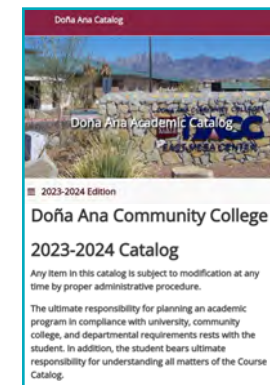 Doña Ana Catalog
Doña Ana Academic Catalog
EAST MESA CENTER
2023-2024 Edition
Doña Ana Community College
2023-2024 Catalog
Any item in this catalog is subject to modification at any
time by proper administrative procedure.
The ultimate responsibility for planning an academic
program in compliance with university, community
college, and departmental requirements rests with the
student. In addition, the student bears ultimate
responsibility for understanding all matters of the Course
Catalog.